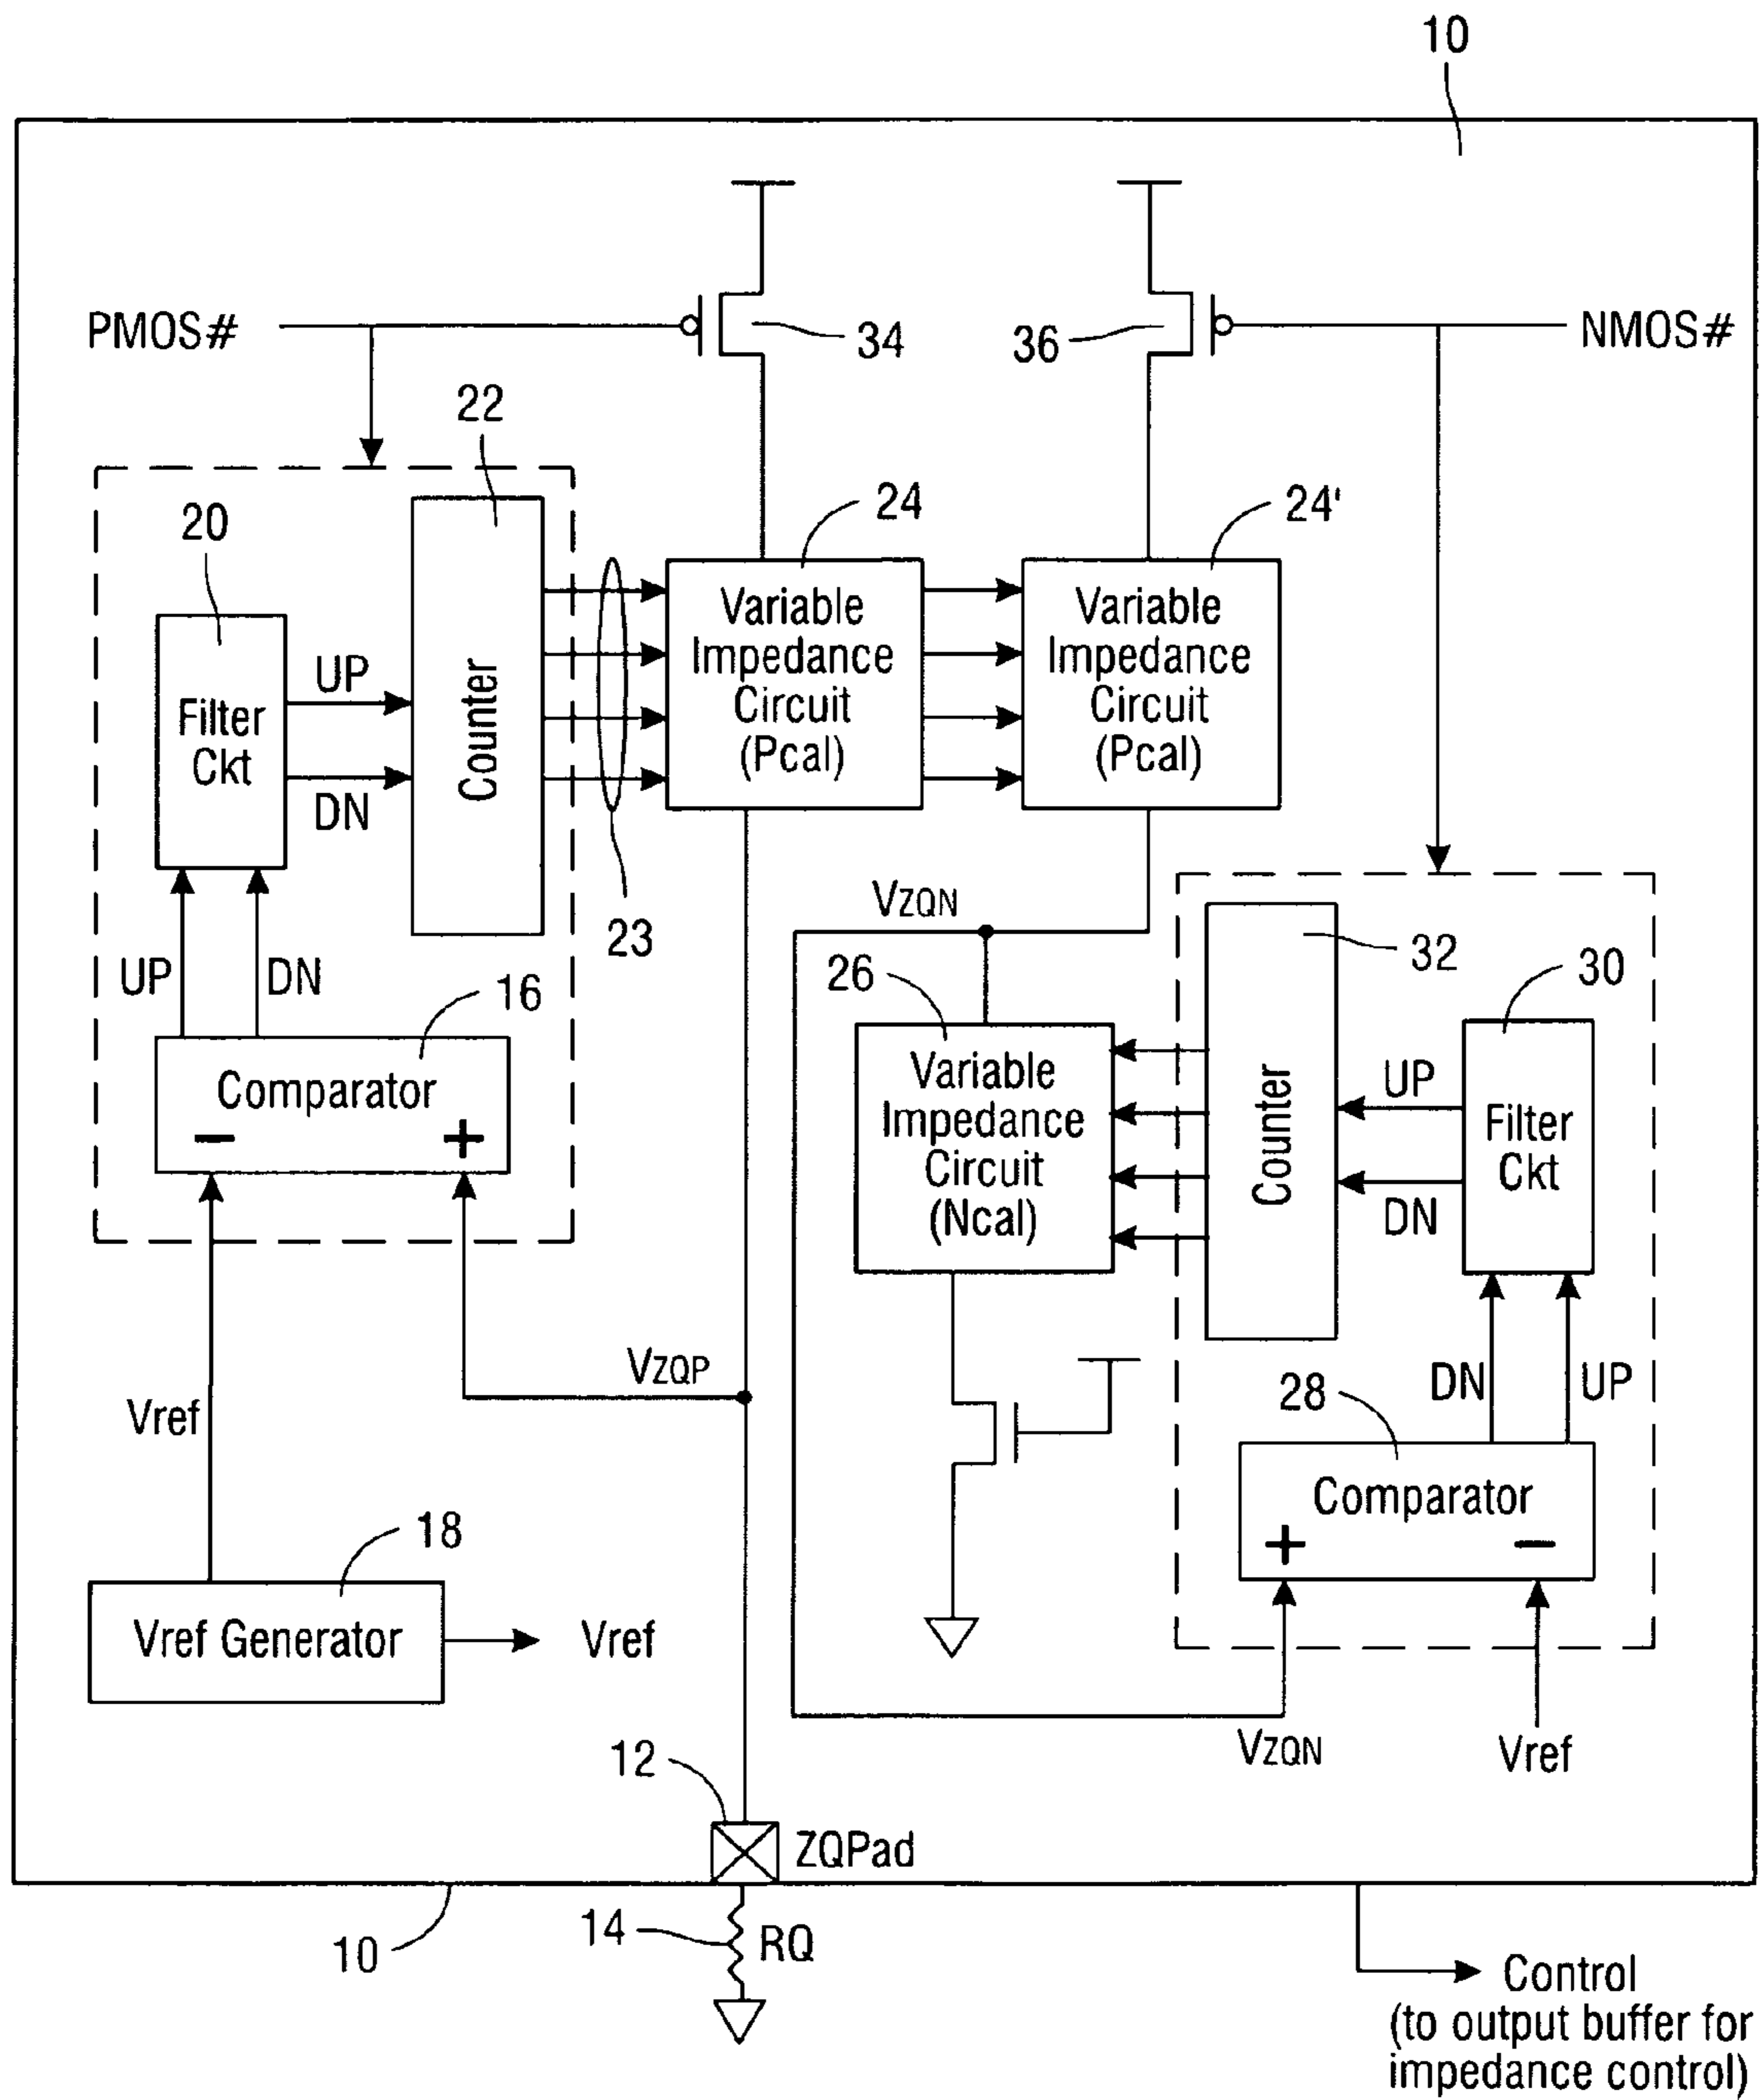 10
PMOS#
34
36
NMOS#
22
24
24'
20
Variable
Impedance
Circuit
(Pcal)
Variable
Impedance
Circuit
(Pcal)
UP
Filter
Ckt
Counter
DN
23
VZQN
32
30
UP
DN
16
26
Comparator
− +
Variable
Impedance
Circuit
(Ncal)
Counter
UP
Filter
Ckt
DN
VZQP
Vref
28
DN
UP
Comparator
+ −
18
Vref Generator
Vref
VZQN
Vref
12
ZQPad
10
14
RQ
Control
(to output buffer for
impedance control)